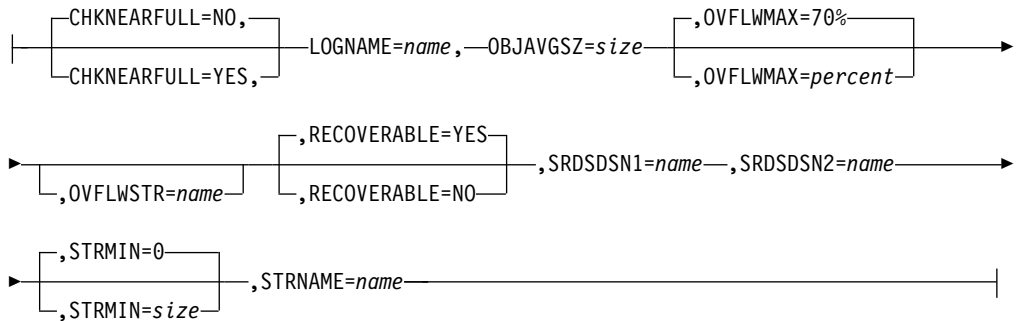 CHKNEARFULL=NO,
CHKNEARFULL=YES,
LOGNAME=name, OBJAVGSZ=size
,OVFLWMAX=70%
,OVFLWMAX=percent
,OVFLWSTR=name
,RECOVERABLE=YES
,RECOVERABLE=NO
,SRDSDSN1=name ,SRDSDSN2=name
,STRMIN=0
,STRMIN=size
,STRNAME=name